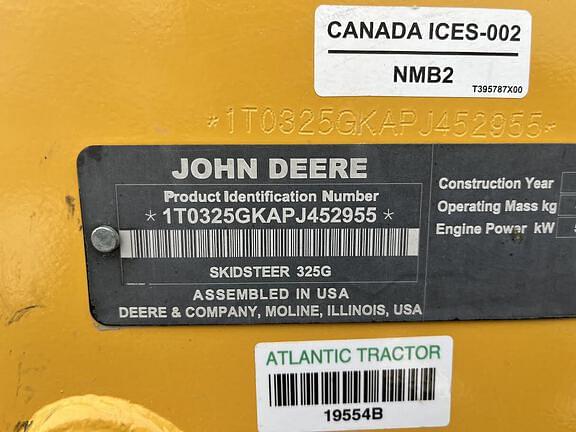 CANADA ICES-002
NMB2
T395787X00
*1T0325GKAPJ452955*
JOHN DEERE
Product Identification Number
*1T0325GKAPJ452955*
SKIDSTEER 325G
ASSEMBLED IN USA
DEERE & COMPANY, MOLINE, ILLINOIS, USA
Construction Year
Operating Mass kg
Engine Power kW
ATLANTIC TRACTOR
19554B